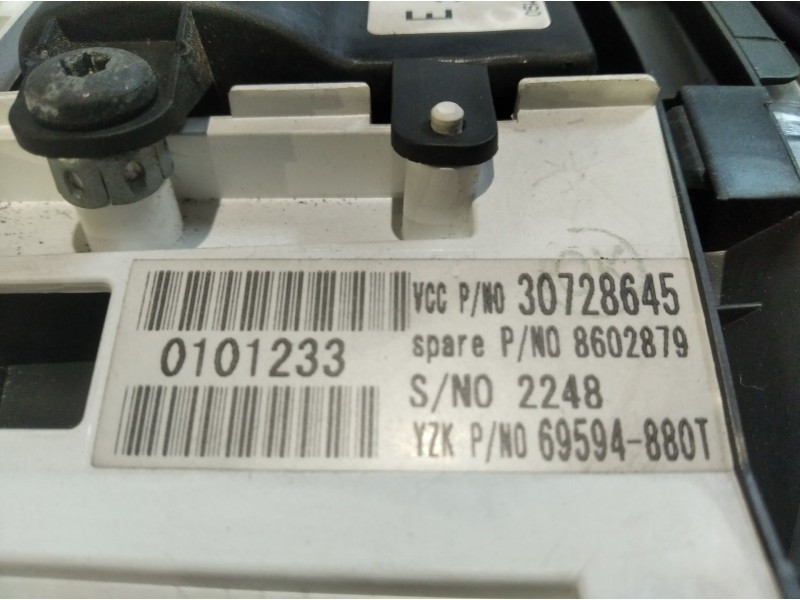 VCC P/NO 30728645
0101233
spare P/NO 8602879
S/NO 2248
YZK P/NO 69594-880T